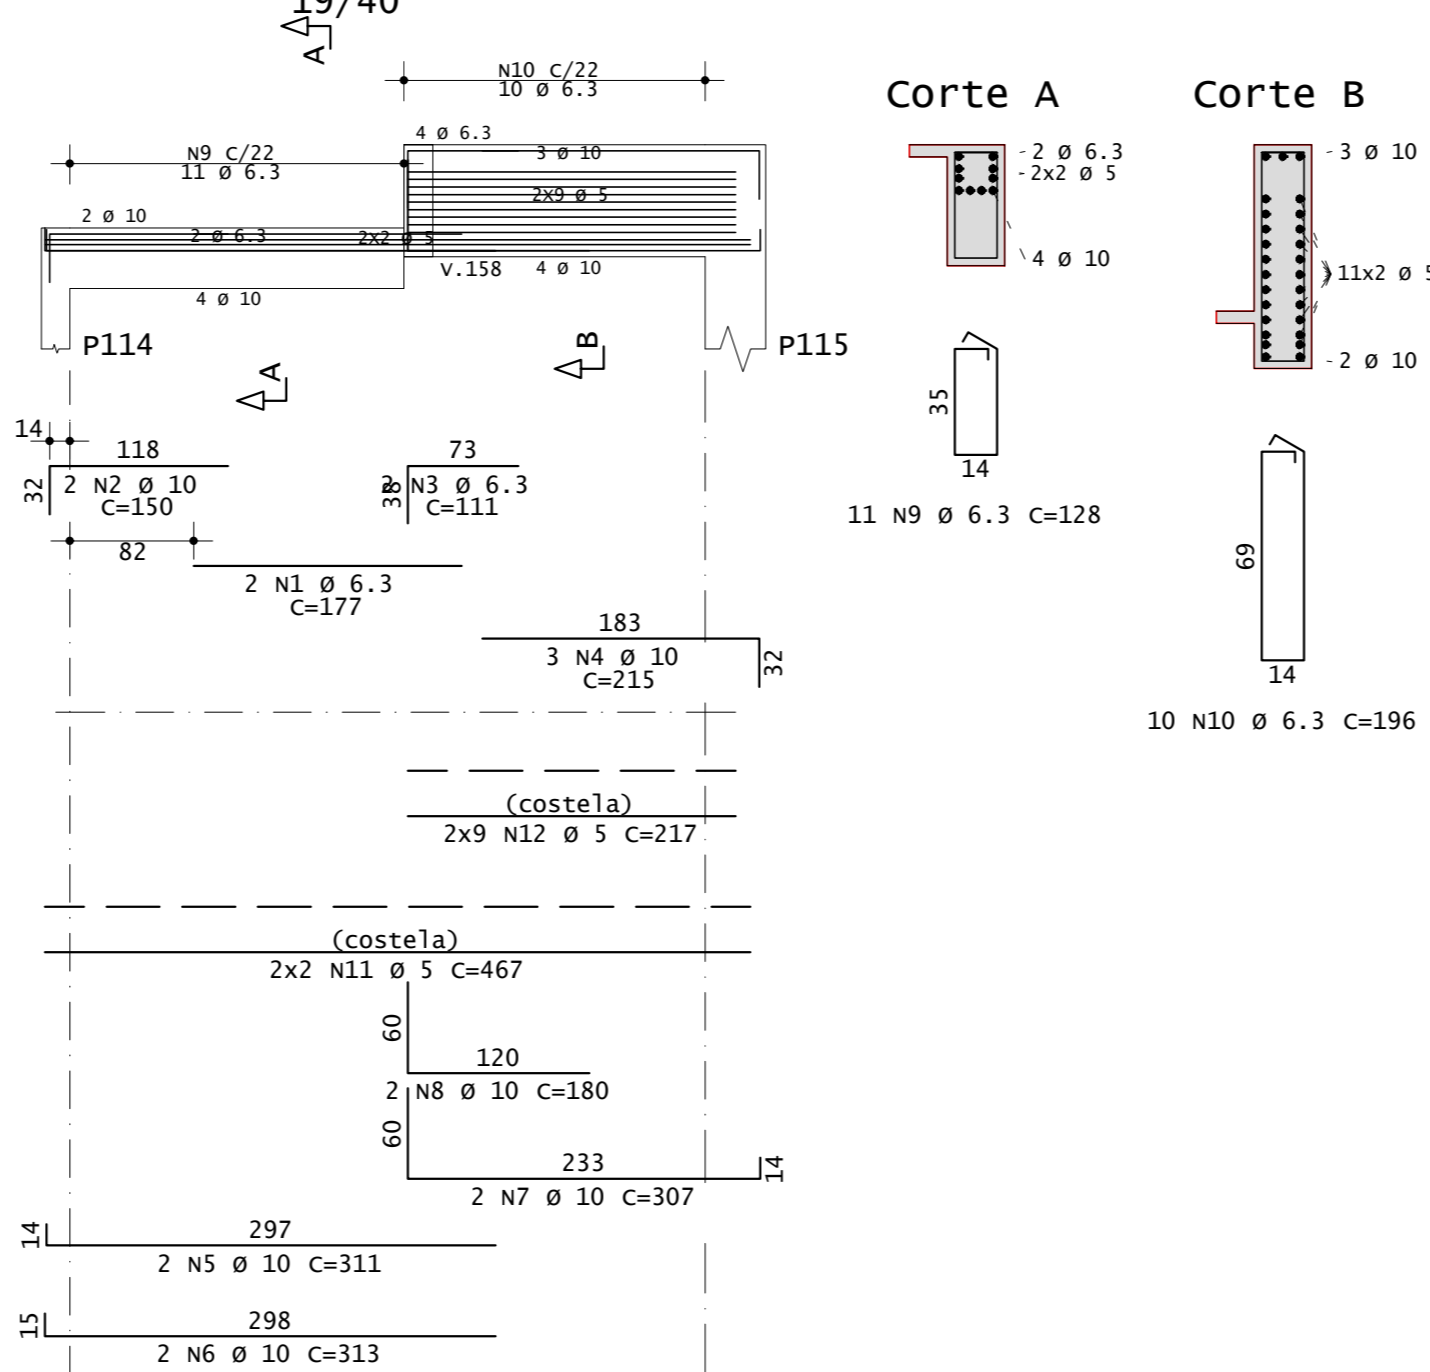 19/40
A
N10 C/22
10 Ø 6.3
Corte A
Corte B
4 Ø 6.3
N9 C/22
11 Ø 6.3
3 Ø 10
2x9 Ø 5
2 Ø 10
2 Ø 6.3
2x2 Ø 5
V.158
4 Ø 10
4 Ø 10
2 Ø 6.3
2x2 Ø 5
4 Ø 10
3 Ø 10
11x2 Ø 5
2 Ø 10
P114
B
P115
A
35
14
11 N9 Ø 6.3 C=128
69
14
10 N10 Ø 6.3 C=196
14
118
32
2 N2 Ø 10
C=150
73
38
2 N3 Ø 6.3
C=111
82
2 N1 Ø 6.3
C=177
183
3 N4 Ø 10
C=215
32
(costela)
2x9 N12 Ø 5 C=217
(costela)
2x2 N11 Ø 5 C=467
60
120
2 N8 Ø 10 C=180
60
233
14
2 N7 Ø 10 C=307
14
297
2 N5 Ø 10 C=311
15
298
2 N6 Ø 10 C=313